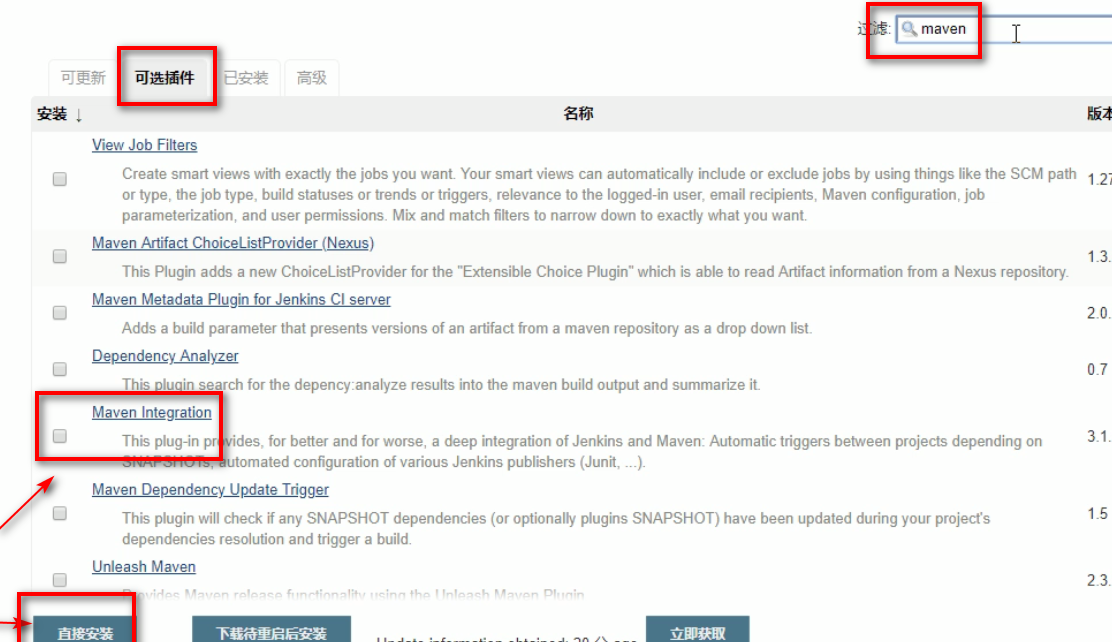 过滤: maven
可更新 可选插件 已安装 高级
安装 ↓ 名称 版本
View Job Filters
Create smart views with exactly the jobs you want. Your smart views can automatically include or exclude jobs by using things like the SCM path
or type, the job type, build statuses or trends or triggers, relevance to the logged-in user, email recipients, Maven configuration, job
parameterization, and user permissions. Mix and match filters to narrow down to exactly what you want.
1.27
Maven Artifact ChoiceListProvider (Nexus)
This Plugin adds a new ChoiceListProvider for the "Extensible Choice Plugin" which is able to read Artifact information from a Nexus repository.
1.3.
Maven Metadata Plugin for Jenkins CI server
Adds a build parameter that presents versions of an artifact from a maven repository as a drop down list.
2.0.
Dependency Analyzer
This plugin search for the depency:analyze results into the maven build output and summarize it.
0.7
Maven Integration
This plug-in provides, for better and for worse, a deep integration of Jenkins and Maven: Automatic triggers between projects depending on
SNAPSHOTs, automated configuration of various Jenkins publishers (Junit, ...).
3.1.
Maven Dependency Update Trigger
This plugin will check if any SNAPSHOT dependencies (or optionally plugins SNAPSHOT) have been updated during your project's
dependencies resolution and trigger a build.
1.5
Unleash Maven
Provides Maven release functionality using the Unleash Maven Plugin
2.3.
直接安装 下载待重启后安装 Update information obtained: 20 分 ago 立即获取